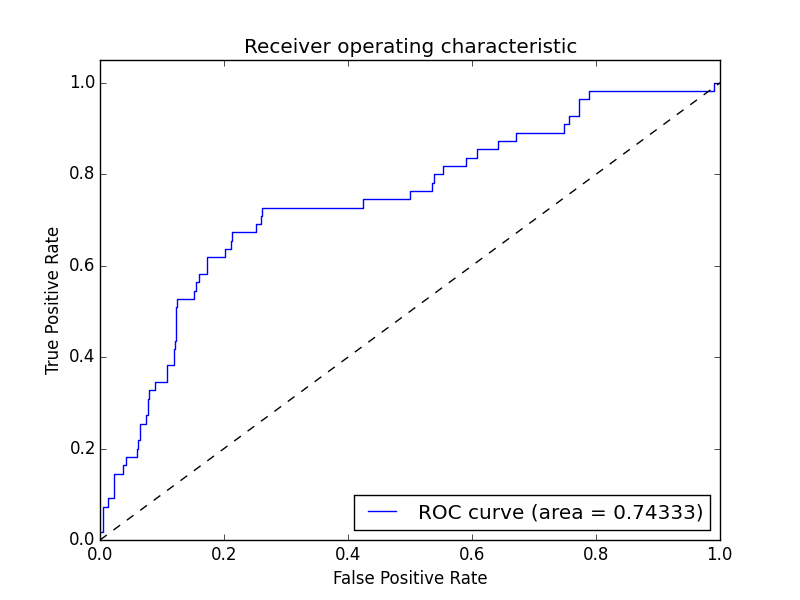 Receiver operating characteristic
1.0
0.8
0.6
0.4
0.2
0.0
True Positive Rate
ROC curve (area = 0.74333)
0.0 0.2 0.4 0.6 0.8 1.0
False Positive Rate